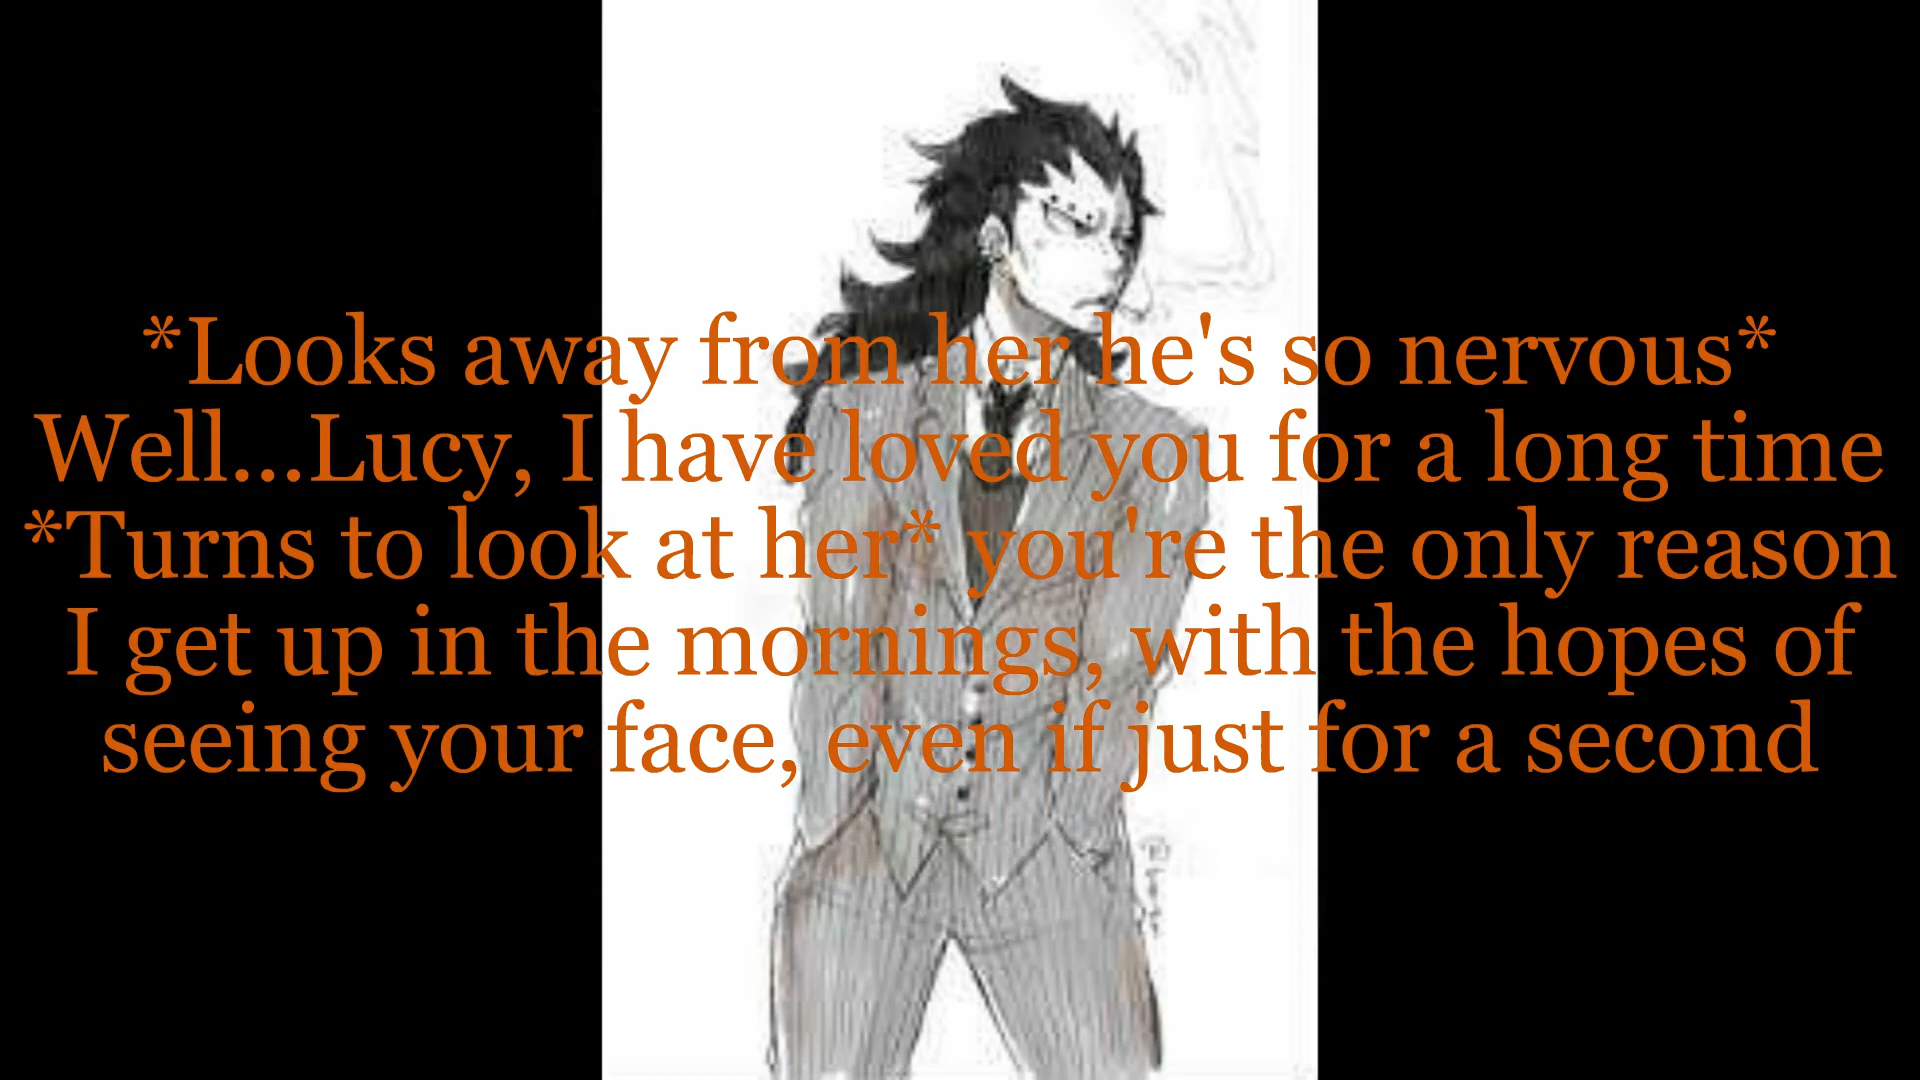 *Looks away from her he's so nervous*
Well...Lucy, I have loved you for a long time
*Turns to look at her* you're the only reason
I get up in the mornings, with the hopes of
seeing your face, even if just for a second